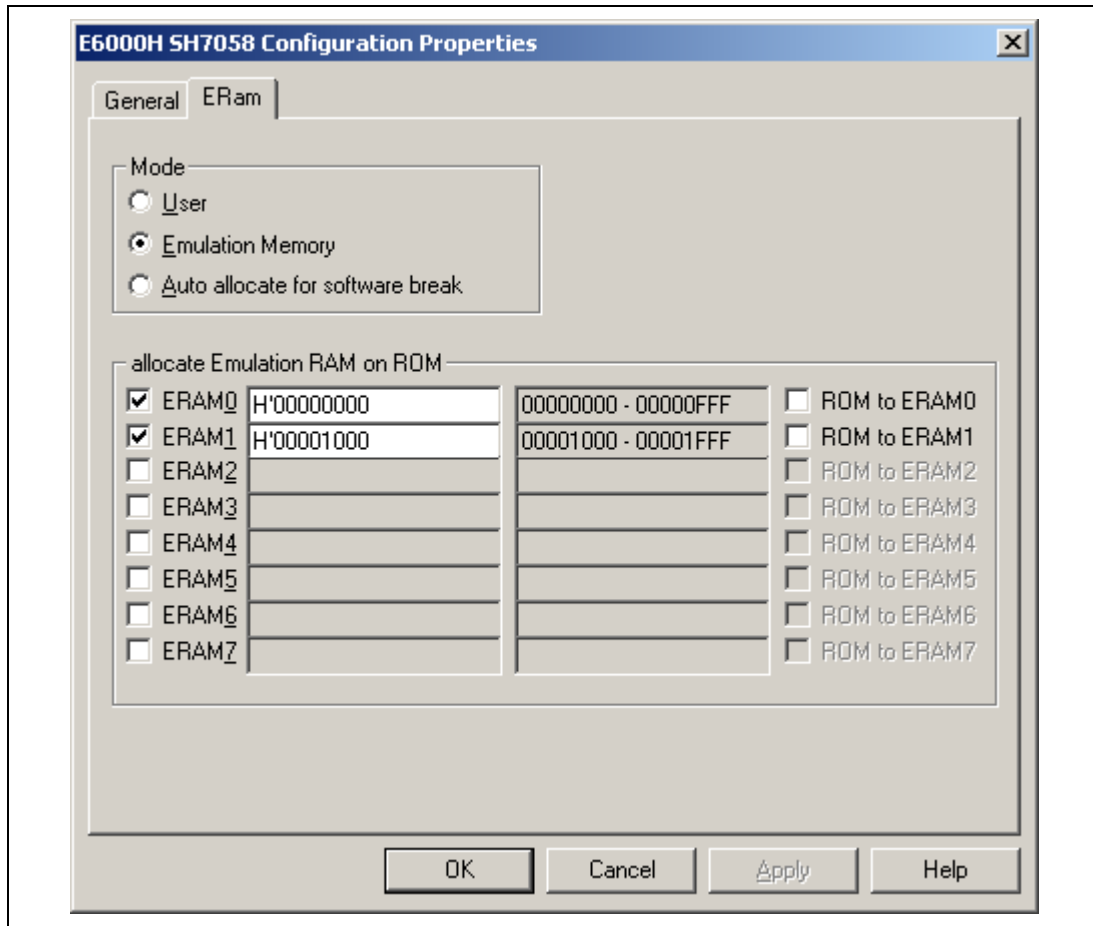 E6000H SH7058 Configuration Properties
General ERam
Mode
User
Emulation Memory
Auto allocate for software break
allocate Emulation RAM on ROM
ERAM0 H'00000000 00000000 - 00000FFF ROM to ERAM0
ERAM1 H'00001000 00001000 - 00001FFF ROM to ERAM1
ERAM2 ROM to ERAM2
ERAM3 ROM to ERAM3
ERAM4 ROM to ERAM4
ERAM5 ROM to ERAM5
ERAM6 ROM to ERAM6
ERAM7 ROM to ERAM7
OK Cancel Apply Help